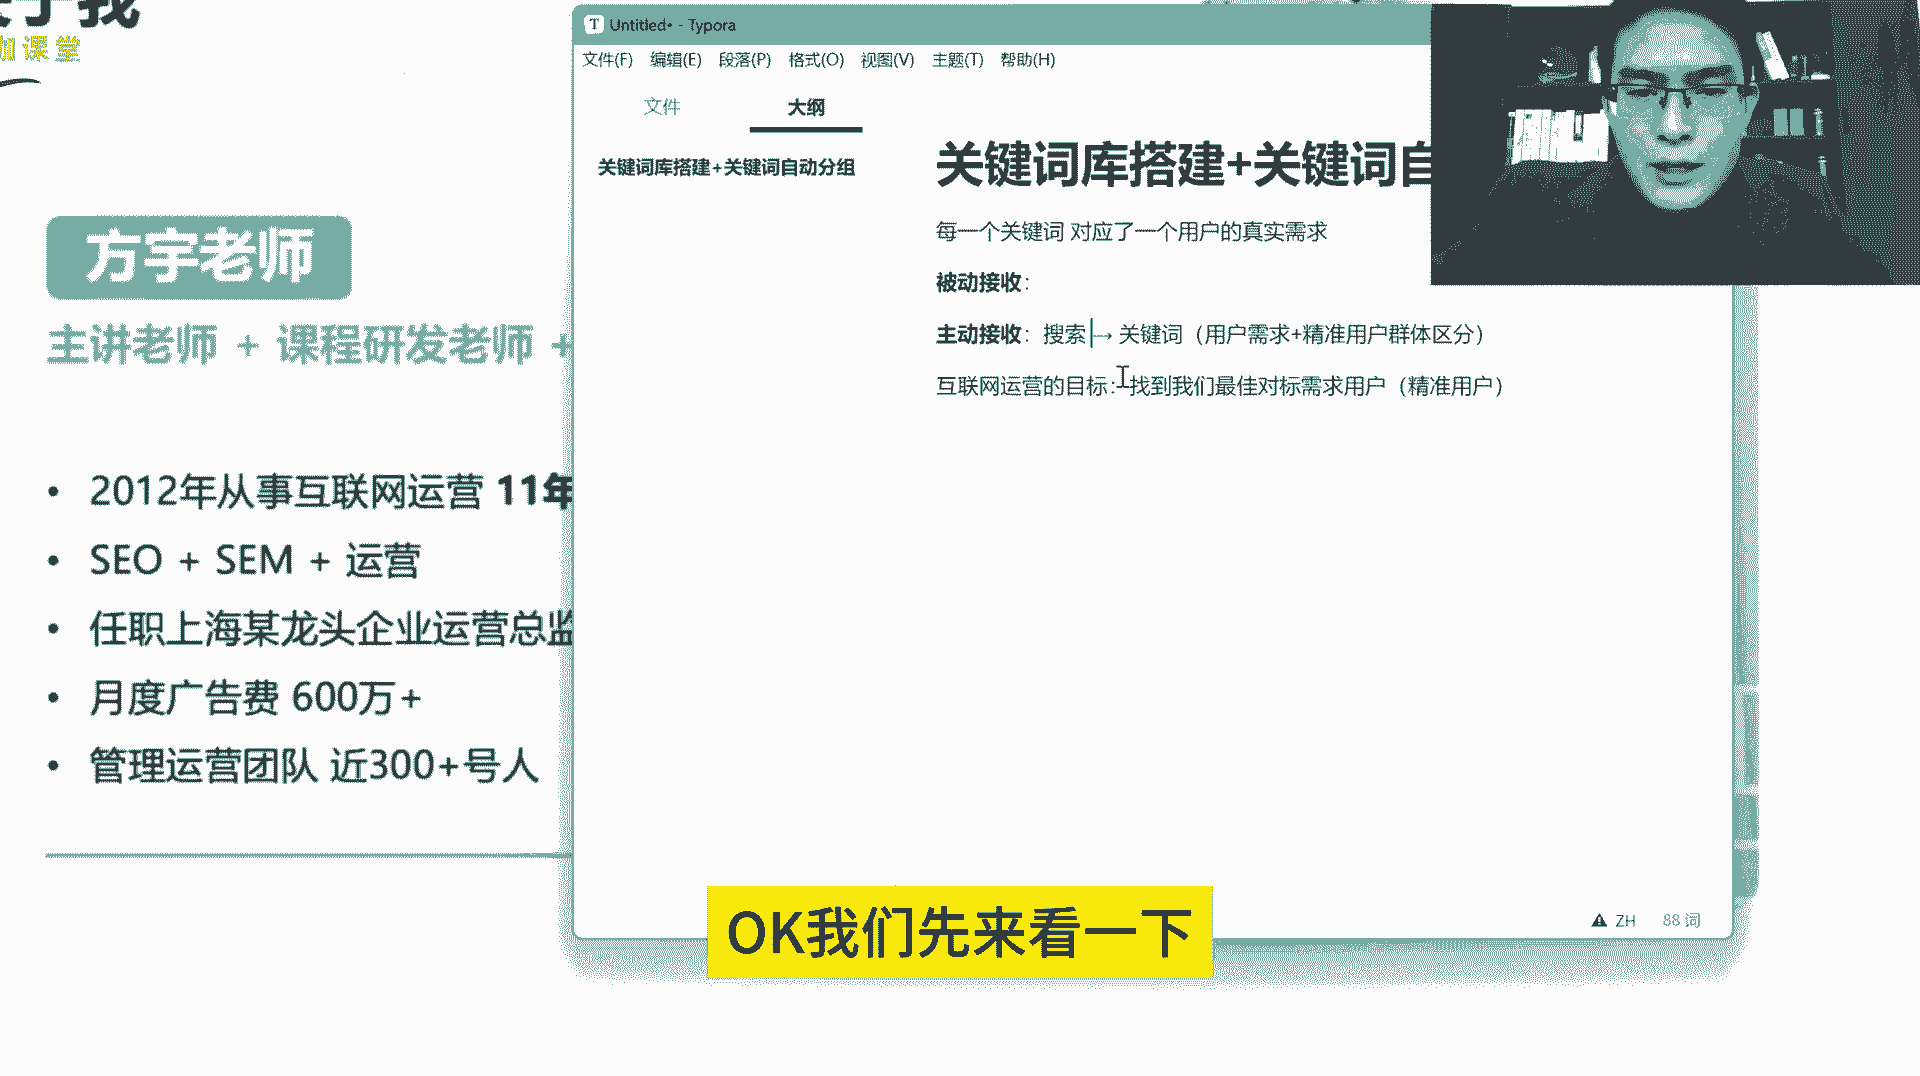 于我
加课堂
方宇老师
主讲老师 + 课程研发老师 +
• 2012年从事互联网运营 11年
• SEO + SEM + 运营
• 任职上海某龙头企业运营总监
• 月度广告费 600万+
• 管理运营团队 近300+号人
Untitled• - Typora
文件(F) 编辑(E) 段落(P) 格式(O) 视图(V) 主题(T) 帮助(H)
文件 大纲
关键词库搭建+关键词自动分组
关键词库搭建+关键词自
每一个关键词 对应了一个用户的真实需求
被动接收：
主动接收：搜索 → 关键词（用户需求+精准用户群体区分）
互联网运营的目标：找到我们最佳对标需求用户（精准用户）
ZH 88 词
OK我们先来看一下